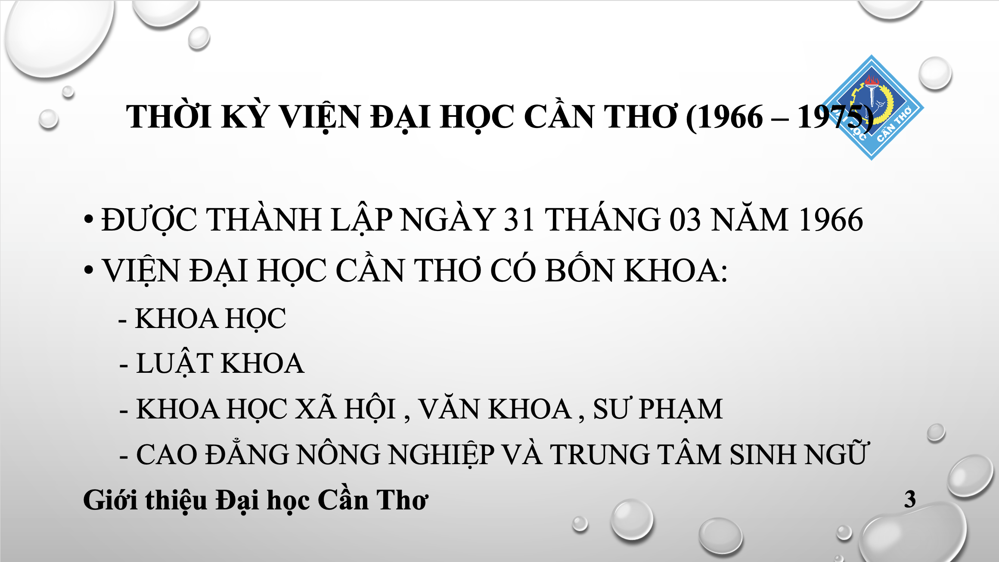 THỜI KỲ VIỆN ĐẠI HỌC CẦN THƠ (1966 – 1975)
HỌC
CẦN THƠ
• ĐƯỢC THÀNH LẬP NGÀY 31 THÁNG 03 NĂM 1966
• VIỆN ĐẠI HỌC CẦN THƠ CÓ BỐN KHOA:
- KHOA HỌC
- LUẬT KHOA
- KHOA HỌC XÃ HỘI , VĂN KHOA , SƯ PHẠM
- CAO ĐẲNG NÔNG NGHIỆP VÀ TRUNG TÂM SINH NGỮ
Giới thiệu Đại học Cần Thơ
3